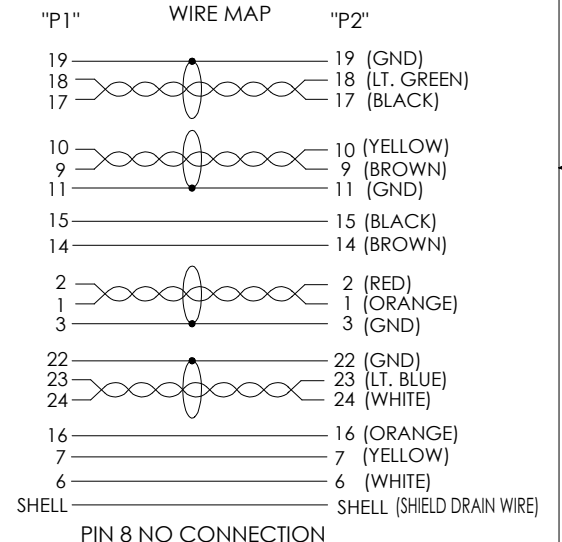 WIRE MAP
"P1" "P2"
19 19 (GND)
18 18 (LT. GREEN)
17 17 (BLACK)
10 10 (YELLOW)
9 9 (BROWN)
11 11 (GND)
15 15 (BLACK)
14 14 (BROWN)
2 2 (RED)
1 1 (ORANGE)
3 3 (GND)
22 22 (GND)
23 23 (LT. BLUE)
24 24 (WHITE)
16 16 (ORANGE)
7 7 (YELLOW)
6 6 (WHITE)
SHELL SHELL (SHIELD DRAIN WIRE)
PIN 8 NO CONNECTION